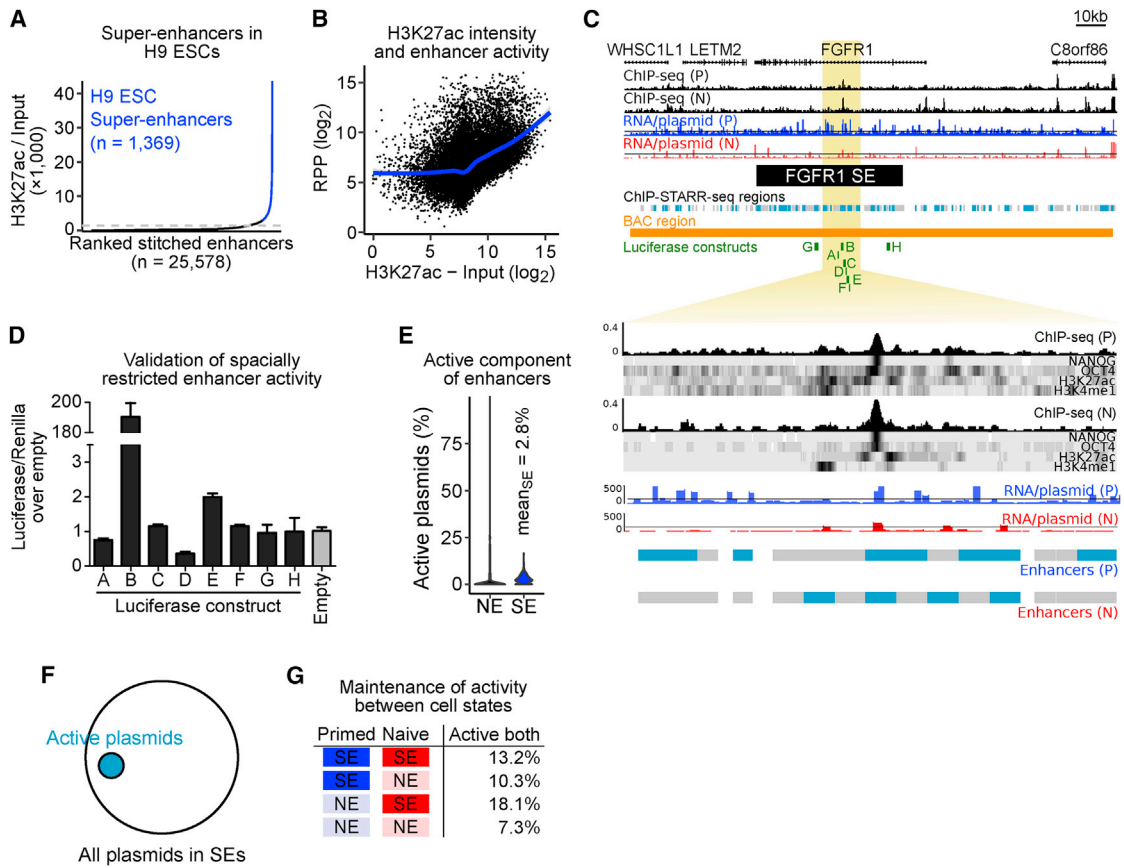 A
Super-enhancers in
H9 ESCs
H3K27ac / Input
(×1,000)
40
30
20
10
0
H9 ESC
Super-enhancers
(n = 1,369)
Ranked stitched enhancers
(n = 25,578)
B
H3K27ac intensity
and enhancer activity
RPP (log2)
15
10
5
0
0 5 10 15
H3K27ac − Input (log2)
C
10kb
WHSC1L1 LETM2 FGFR1 C8orf86
ChIP-seq (P)
ChIP-seq (N)
RNA/plasmid (P)
RNA/plasmid (N)
FGFR1 SE
ChIP-STARR-seq regions
BAC region
Luciferase constructs
G B H
A
C
D
E
F
0.4
0
ChIP-seq (P)
NANOG
OCT4
H3K27ac
H3K4me1
0.4
0
ChIP-seq (N)
NANOG
OCT4
H3K27ac
H3K4me1
500
0
RNA/plasmid (P)
500
0
RNA/plasmid (N)
Enhancers (P)
Enhancers (N)
D
Validation of spacially
restricted enhancer activity
Luciferase/Renilla
over empty
200
180
3
2
1
0
A B C D E F G H Empty
Luciferase construct
E
Active component
of enhancers
Active plasmids (%)
75
50
25
0
meanSE = 2.8%
NE SE
F
Active plasmids
All plasmids in SEs
G
Maintenance of activity
between cell states
Primed Naive Active both
SE SE 13.2%
SE NE 10.3%
NE SE 18.1%
NE NE 7.3%